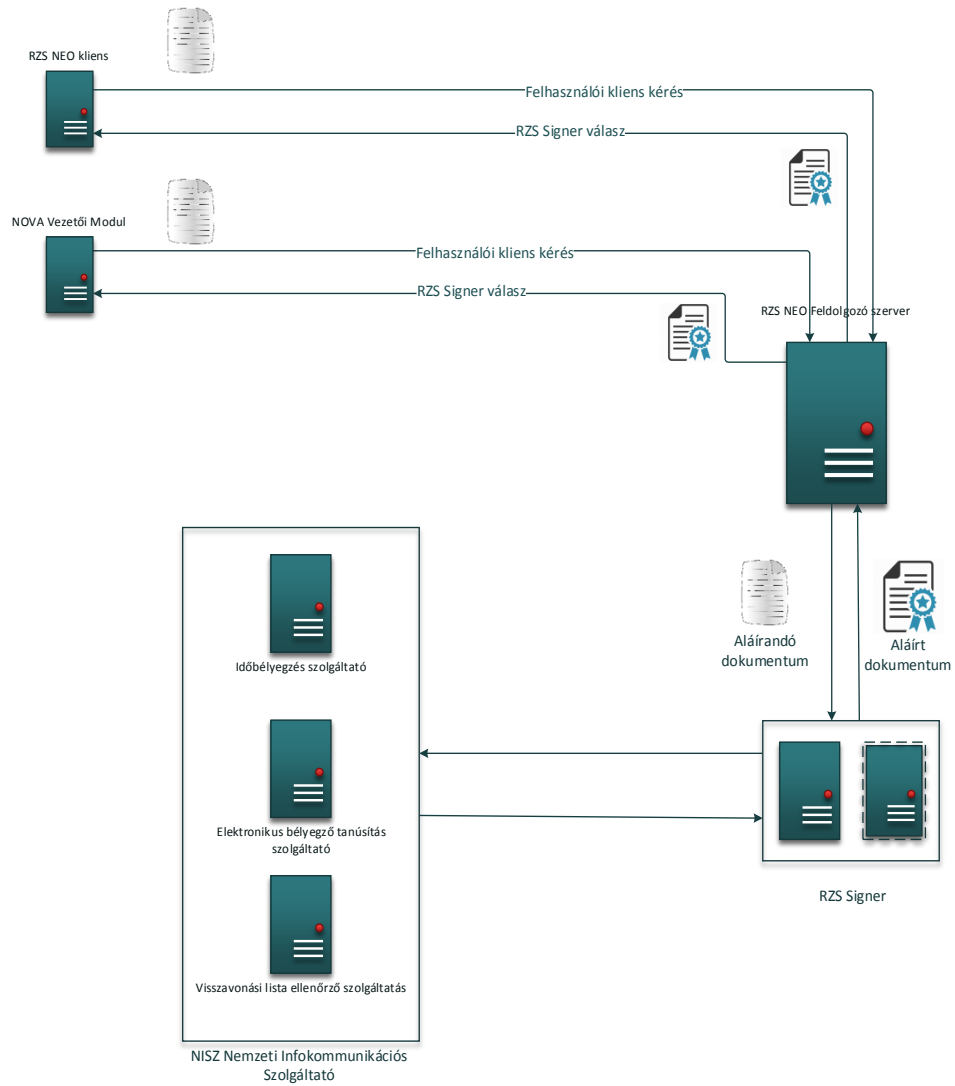 RZS NEO kliens
Felhasználói kliens kérés
RZS Signer válasz
NOVA Vezetői Modul
Felhasználói kliens kérés
RZS Signer válasz
RZS NEO Feldolgozó szerver
Aláírandó
dokumentum
Aláírt
dokumentum
Időbélyegzés szolgáltató
Elektronikus bélyegző tanúsítás
szolgáltató
Visszavonási lista ellenőrző szolgáltatás
RZS Signer
NISZ Nemzeti Infokommunikációs
Szolgáltató